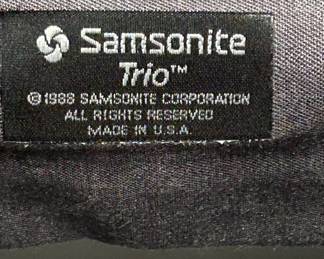 Samsonite
Trio™
©1988 SAMSONITE CORPORATION
ALL RIGHTS RESERVED
MADE IN U.S.A.